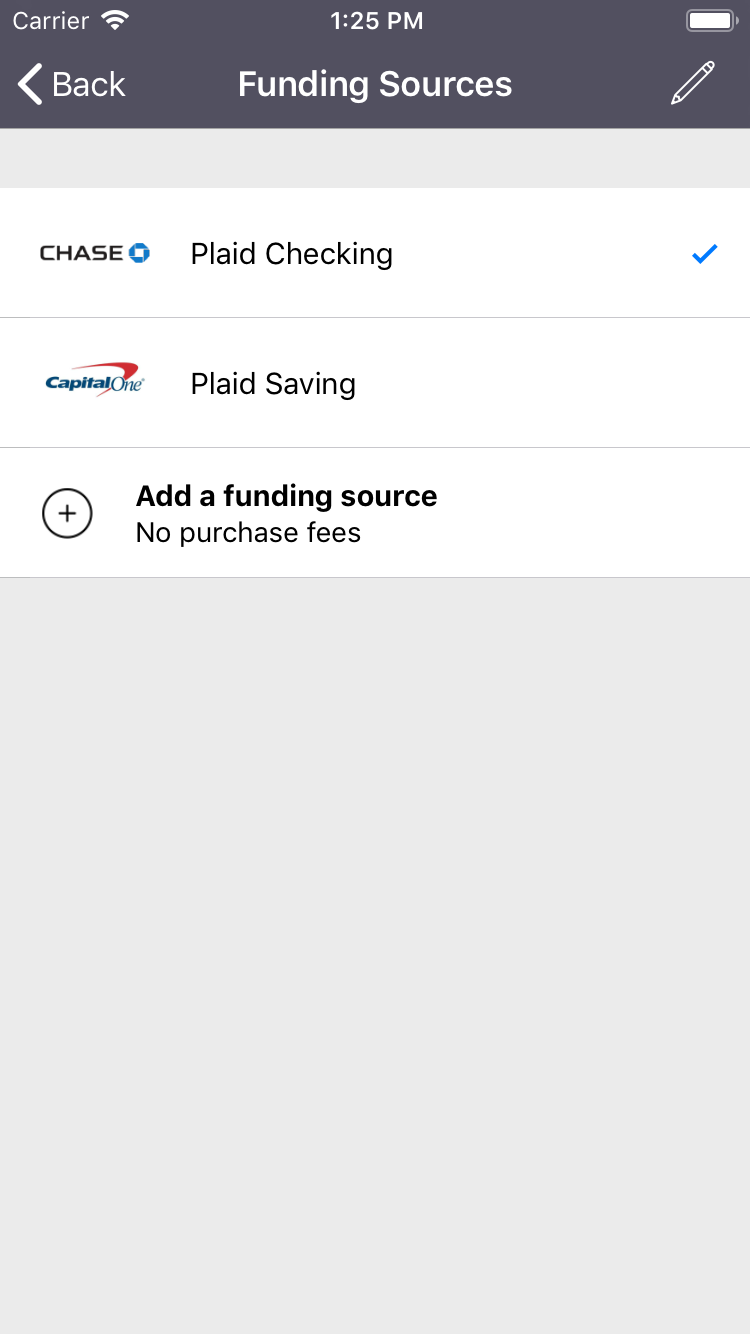 Carrier 1:25 PM
Back Funding Sources
CHASE Plaid Checking
CapitalOne® Plaid Saving
Add a funding source
No purchase fees